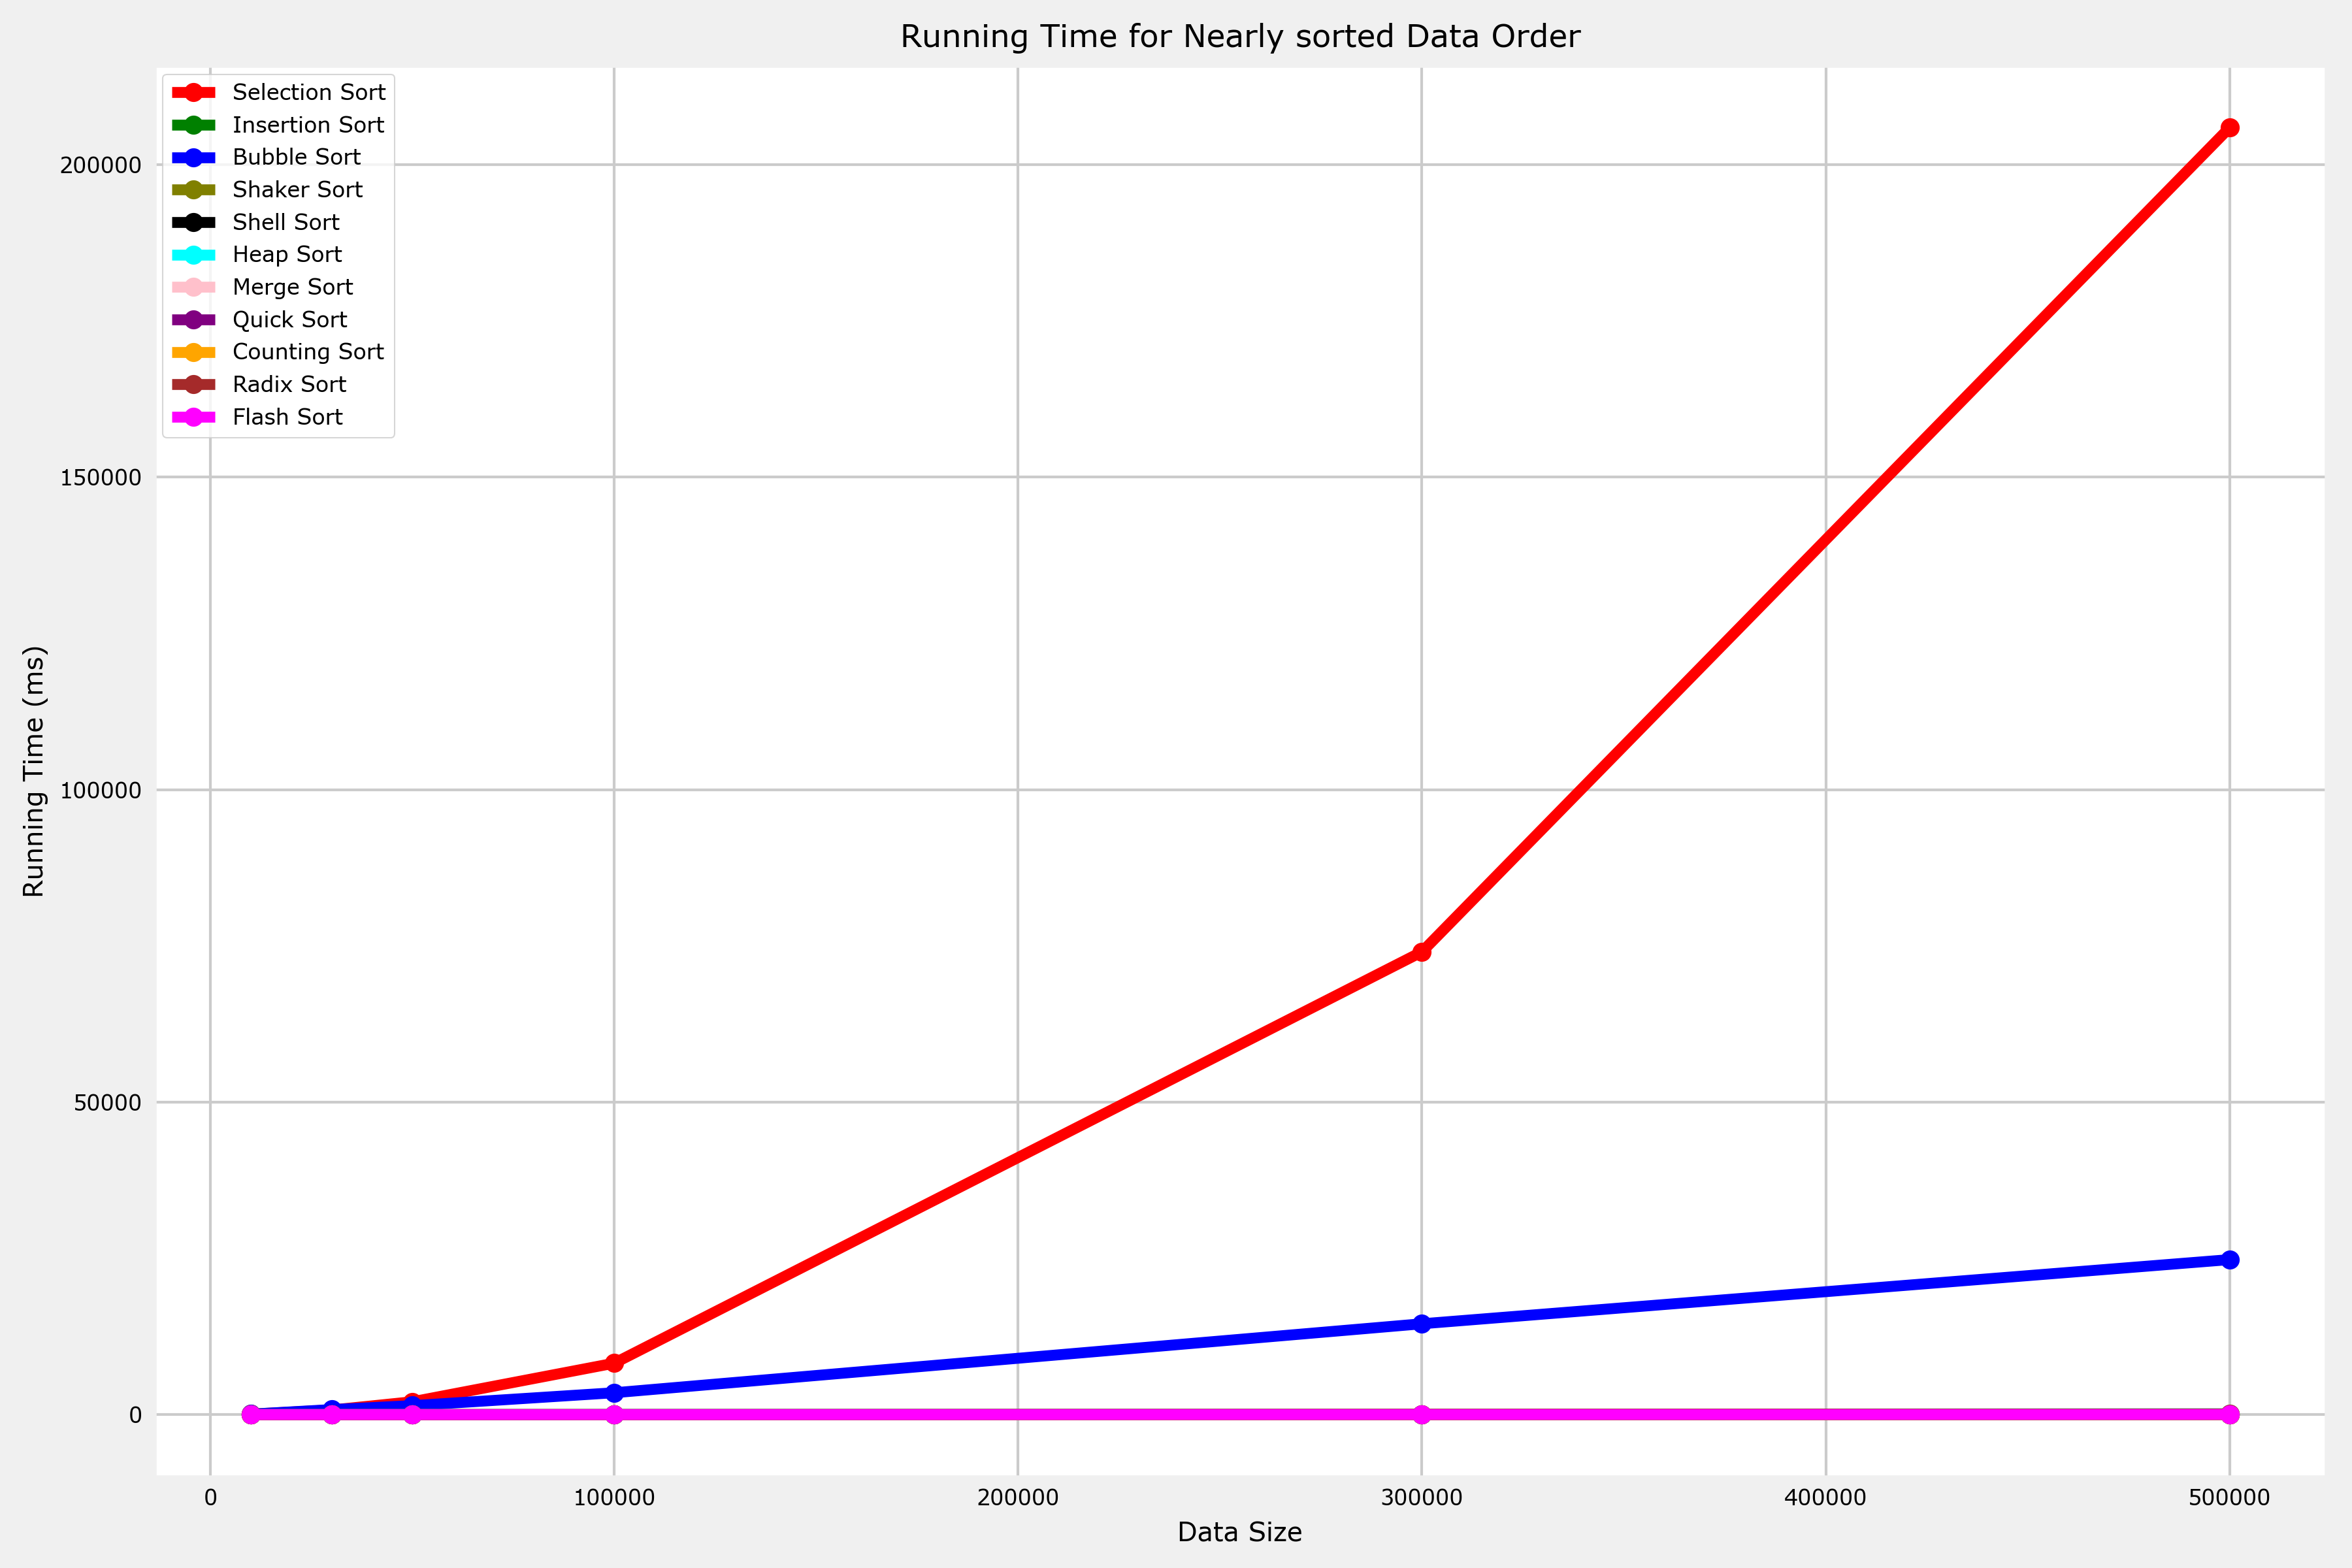 Running Time for Nearly sorted Data Order
Selection Sort
Insertion Sort
Bubble Sort
Shaker Sort
Shell Sort
Heap Sort
Merge Sort
Quick Sort
Counting Sort
Radix Sort
Flash Sort
Running Time (ms)
200000
150000
100000
50000
0
0 100000 200000 300000 400000 500000
Data Size